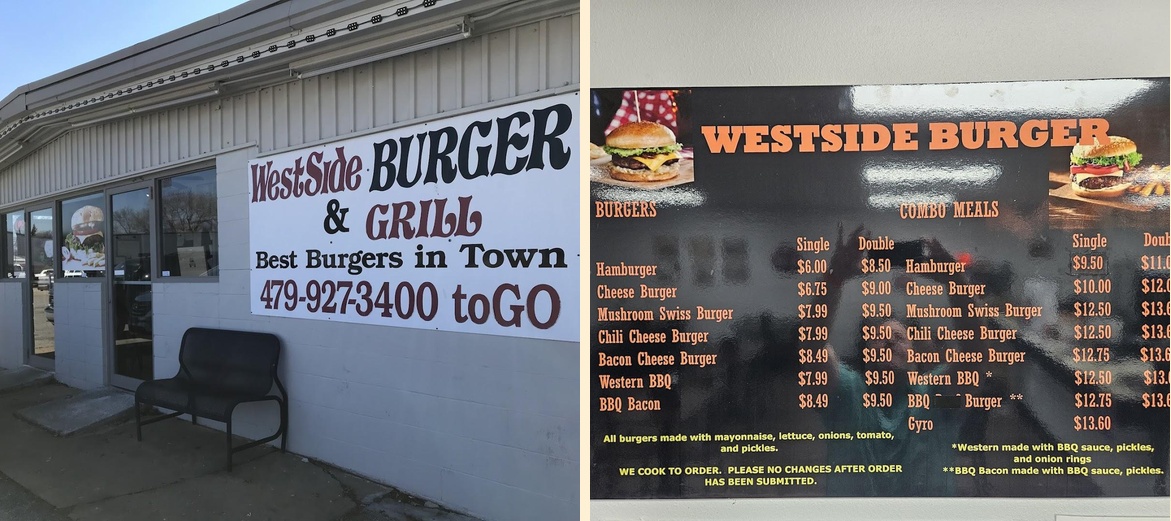 WestSide BURGER
& GRILL
Best Burgers in Town
479-927-3400 toGO
WESTSIDE BURGER
BURGERS
Single Double
Hamburger $6.00 $8.50
Cheese Burger $6.75 $9.00
Mushroom Swiss Burger $7.99 $9.50
Chili Cheese Burger $7.99 $9.50
Bacon Cheese Burger $8.49 $9.50
Western BBQ $7.99 $9.50
BBQ Bacon $8.49 $9.50
All burgers made with mayonnaise, lettuce, onions, tomato,
and pickles.
WE COOK TO ORDER. PLEASE NO CHANGES AFTER ORDER
HAS BEEN SUBMITTED.
COMBO MEALS
Single
Hamburger $9.50
Cheese Burger $10.00
Mushroom Swiss Burger $12.50
Chili Cheese Burger $12.50
Bacon Cheese Burger $12.75
Western BBQ * $12.50
BBQ Burger ** $12.75
Gyro $13.60
*Western made with BBQ sauce, pickles,
and onion rings
**BBQ Bacon made with BBQ sauce, pickles.